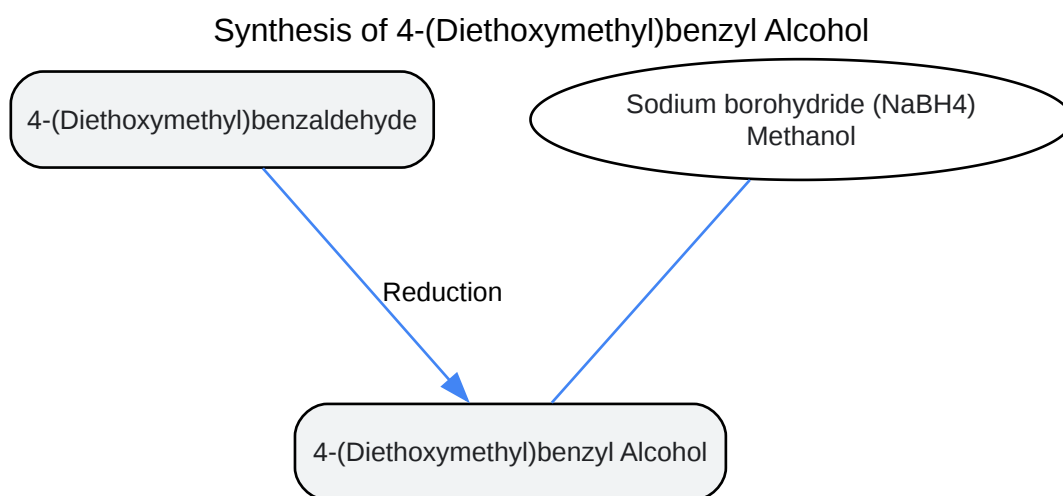 Synthesis of 4-(Diethoxymethyl)benzyl Alcohol
4-(Diethoxymethyl)benzaldehyde
Sodium borohydride (NaBH4)
Methanol
Reduction
4-(Diethoxymethyl)benzyl Alcohol